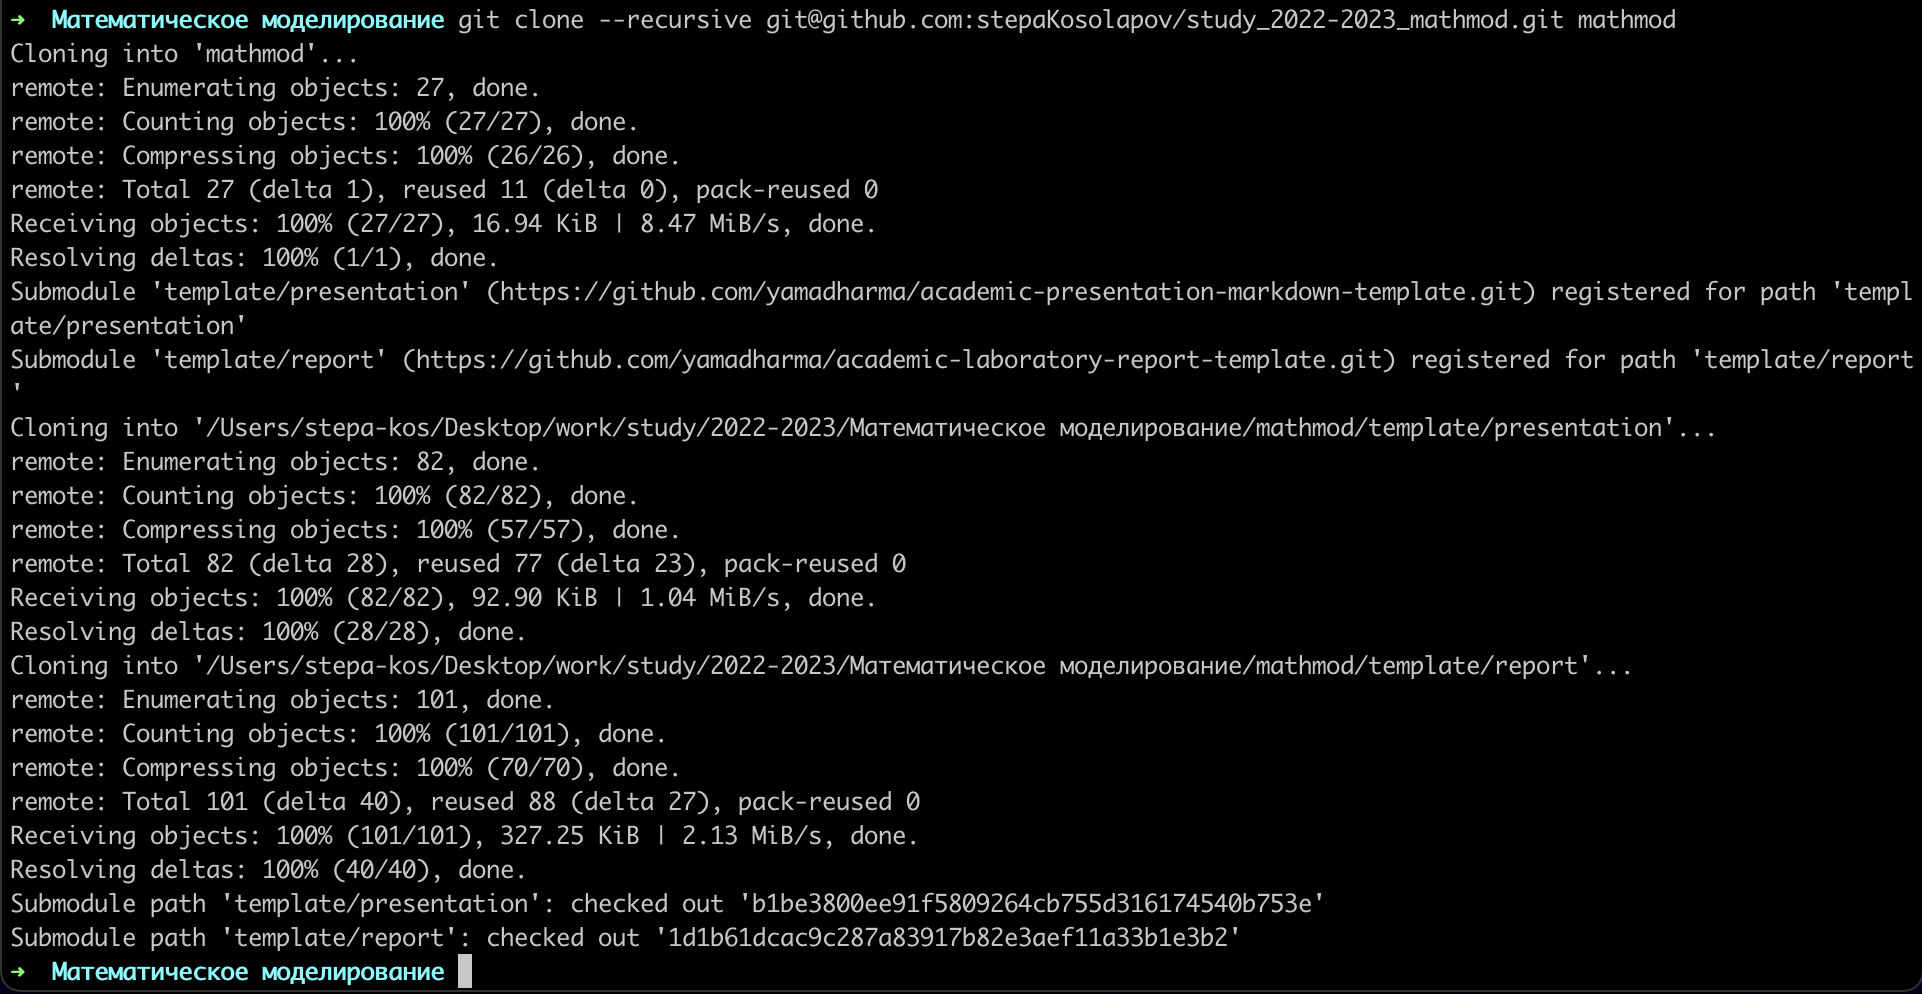 ➜  Математическое моделирование git clone --recursive git@github.com:stepaKosolapov/study_2022-2023_mathmod.git mathmod
Cloning into 'mathmod'...
remote: Enumerating objects: 27, done.
remote: Counting objects: 100% (27/27), done.
remote: Compressing objects: 100% (26/26), done.
remote: Total 27 (delta 1), reused 11 (delta 0), pack-reused 0
Receiving objects: 100% (27/27), 16.94 KiB | 8.47 MiB/s, done.
Resolving deltas: 100% (1/1), done.
Submodule 'template/presentation' (https://github.com/yamadharma/academic-presentation-markdown-template.git) registered for path 'templ
ate/presentation'
Submodule 'template/report' (https://github.com/yamadharma/academic-laboratory-report-template.git) registered for path 'template/report
'
Cloning into '/Users/stepa-kos/Desktop/work/study/2022-2023/Математическое моделирование/mathmod/template/presentation'...
remote: Enumerating objects: 82, done.
remote: Counting objects: 100% (82/82), done.
remote: Compressing objects: 100% (57/57), done.
remote: Total 82 (delta 28), reused 77 (delta 23), pack-reused 0
Receiving objects: 100% (82/82), 92.90 KiB | 1.04 MiB/s, done.
Resolving deltas: 100% (28/28), done.
Cloning into '/Users/stepa-kos/Desktop/work/study/2022-2023/Математическое моделирование/mathmod/template/report'...
remote: Enumerating objects: 101, done.
remote: Counting objects: 100% (101/101), done.
remote: Compressing objects: 100% (70/70), done.
remote: Total 101 (delta 40), reused 88 (delta 27), pack-reused 0
Receiving objects: 100% (101/101), 327.25 KiB | 2.13 MiB/s, done.
Resolving deltas: 100% (40/40), done.
Submodule path 'template/presentation': checked out 'b1be3800ee91f5809264cb755d316174540b753e'
Submodule path 'template/report': checked out '1d1b61dcac9c287a83917b82e3aef11a33b1e3b2'
➜  Математическое моделирование